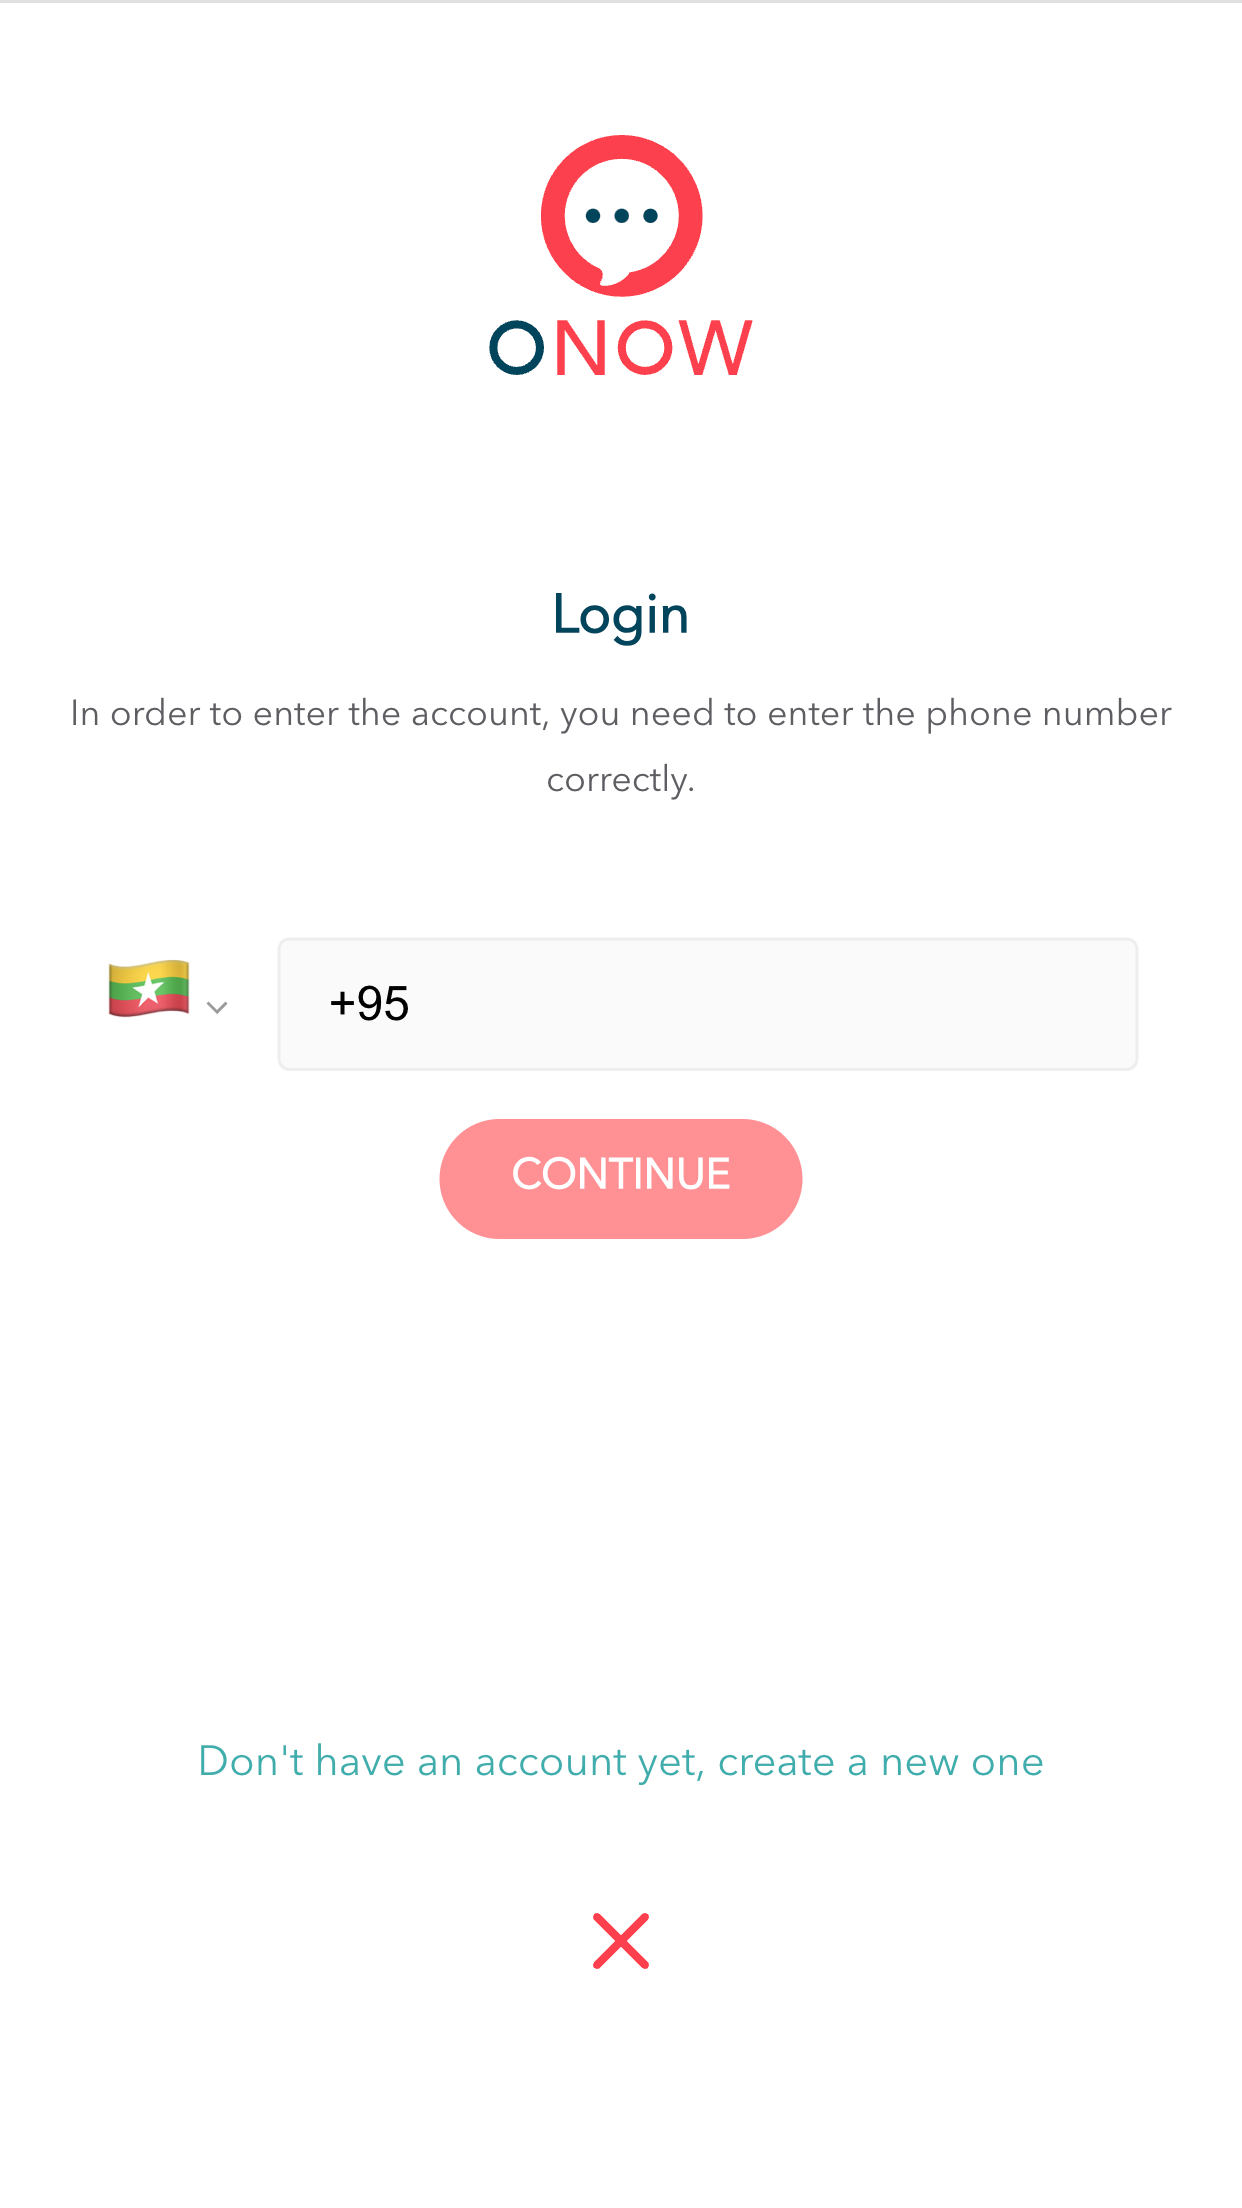 ONOW
Login
In order to enter the account, you need to enter the phone number
correctly.
+95
CONTINUE
Don't have an account yet, create a new one